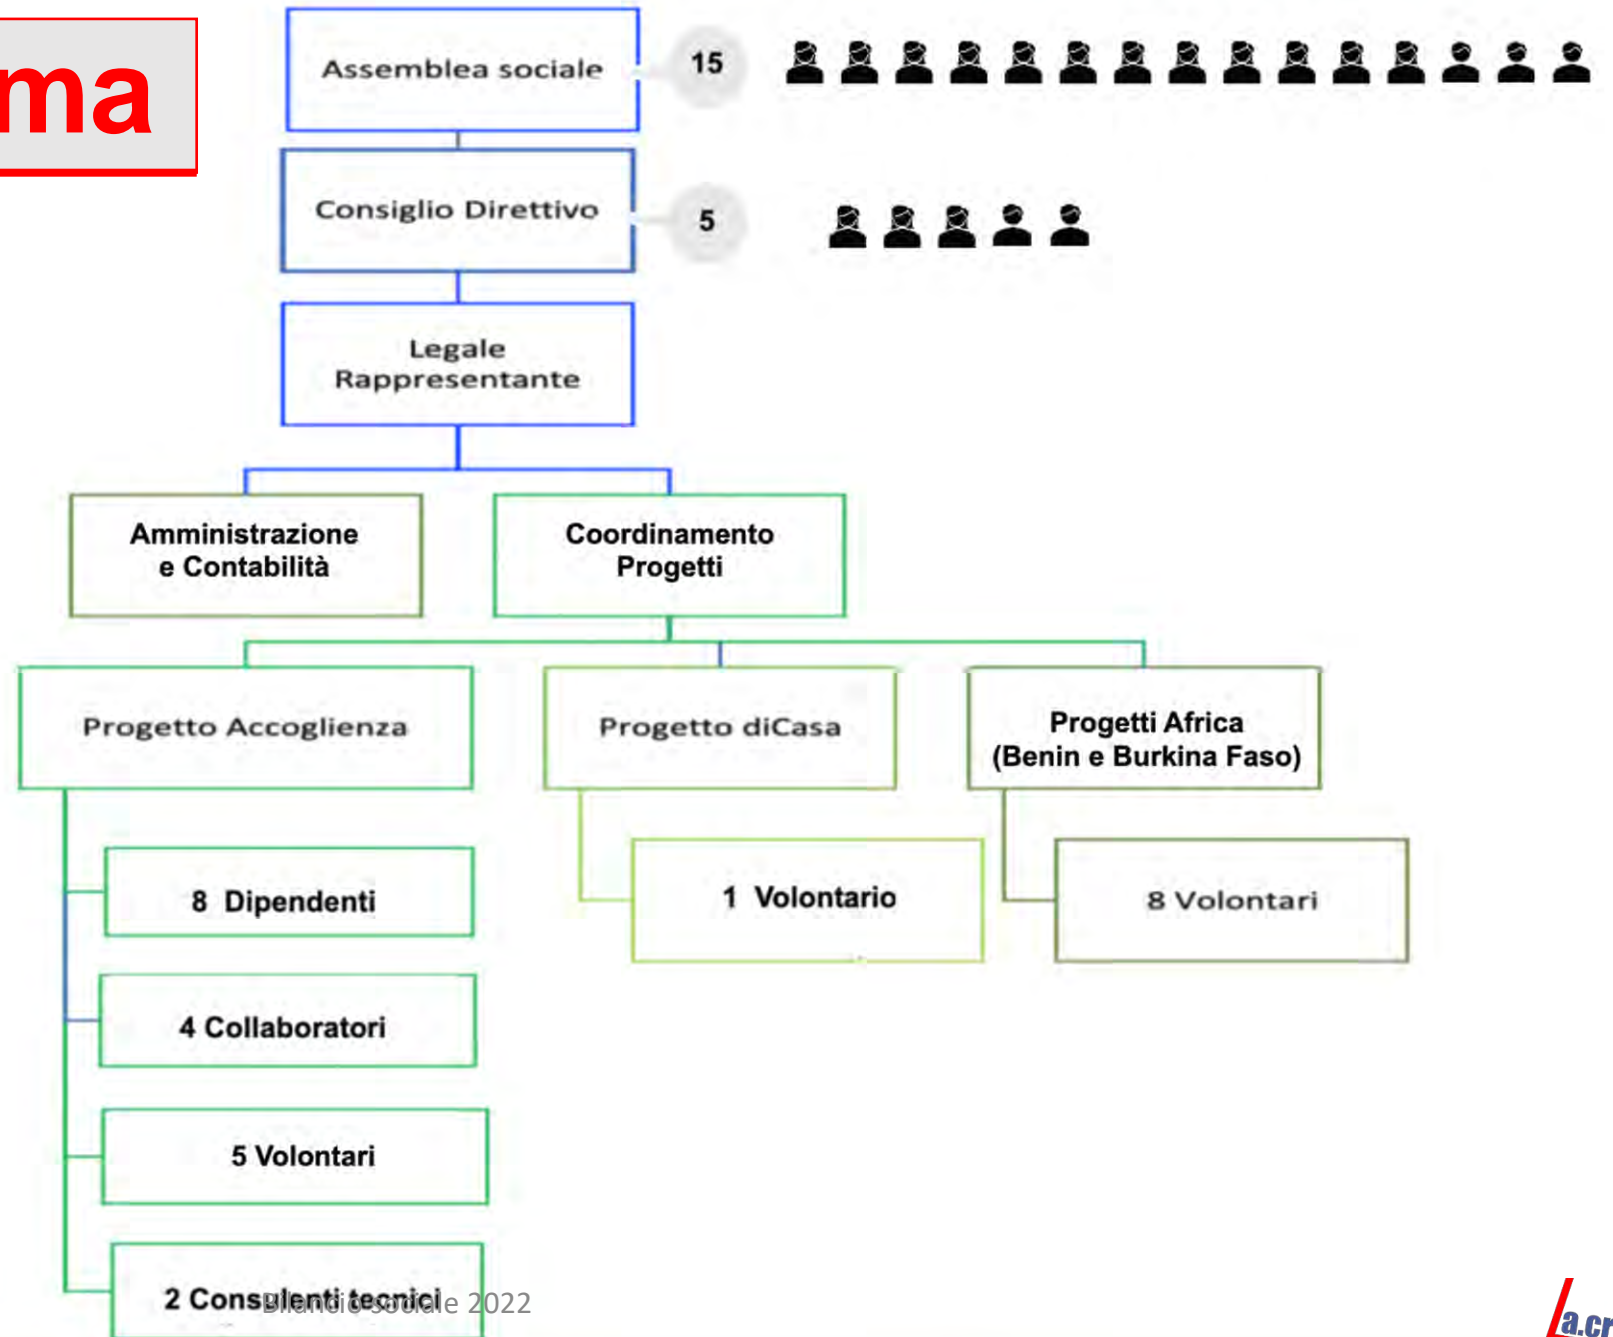 ma
Assemblea sociale
15
Consiglio Direttivo
5
Legale
Rappresentante
Amministrazione
e Contabilità
Coordinamento
Progetti
Progetto Accoglienza
Progetto diCasa
Progetti Africa
(Benin e Burkina Faso)
8 Dipendenti
1 Volontario
8 Volontari
4 Collaboratori
5 Volontari
2 Consulenti tecnici
Bilancio sociale 2022
a.cr